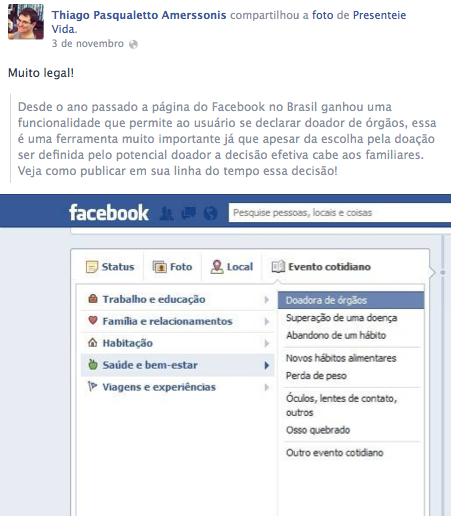 Thiago Pasqualetto Amerssonis compartilhou a foto de Presenteie
Vida.
3 de novembro
Muito legal!
Desde o ano passado a página do Facebook no Brasil ganhou uma
funcionalidade que permite ao usuário se declarar doador de órgãos, essa
é uma ferramenta muito importante já que apesar da escolha pela doação
ser definida pelo potencial doador a decisão efetiva cabe aos familiares.
Veja como publicar em sua linha do tempo essa decisão!
facebook Pesquise pessoas, locais e coisas
Status Foto Local Evento cotidiano
Trabalho e educação
Família e relacionamentos
Habitação
Saúde e bem-estar
Viagens e experiências
Doadora de órgãos
Superação de uma doença
Abandono de um hábito
Novos hábitos alimentares
Perda de peso
Óculos, lentes de contato,
outros
Osso quebrado
Outro evento cotidiano